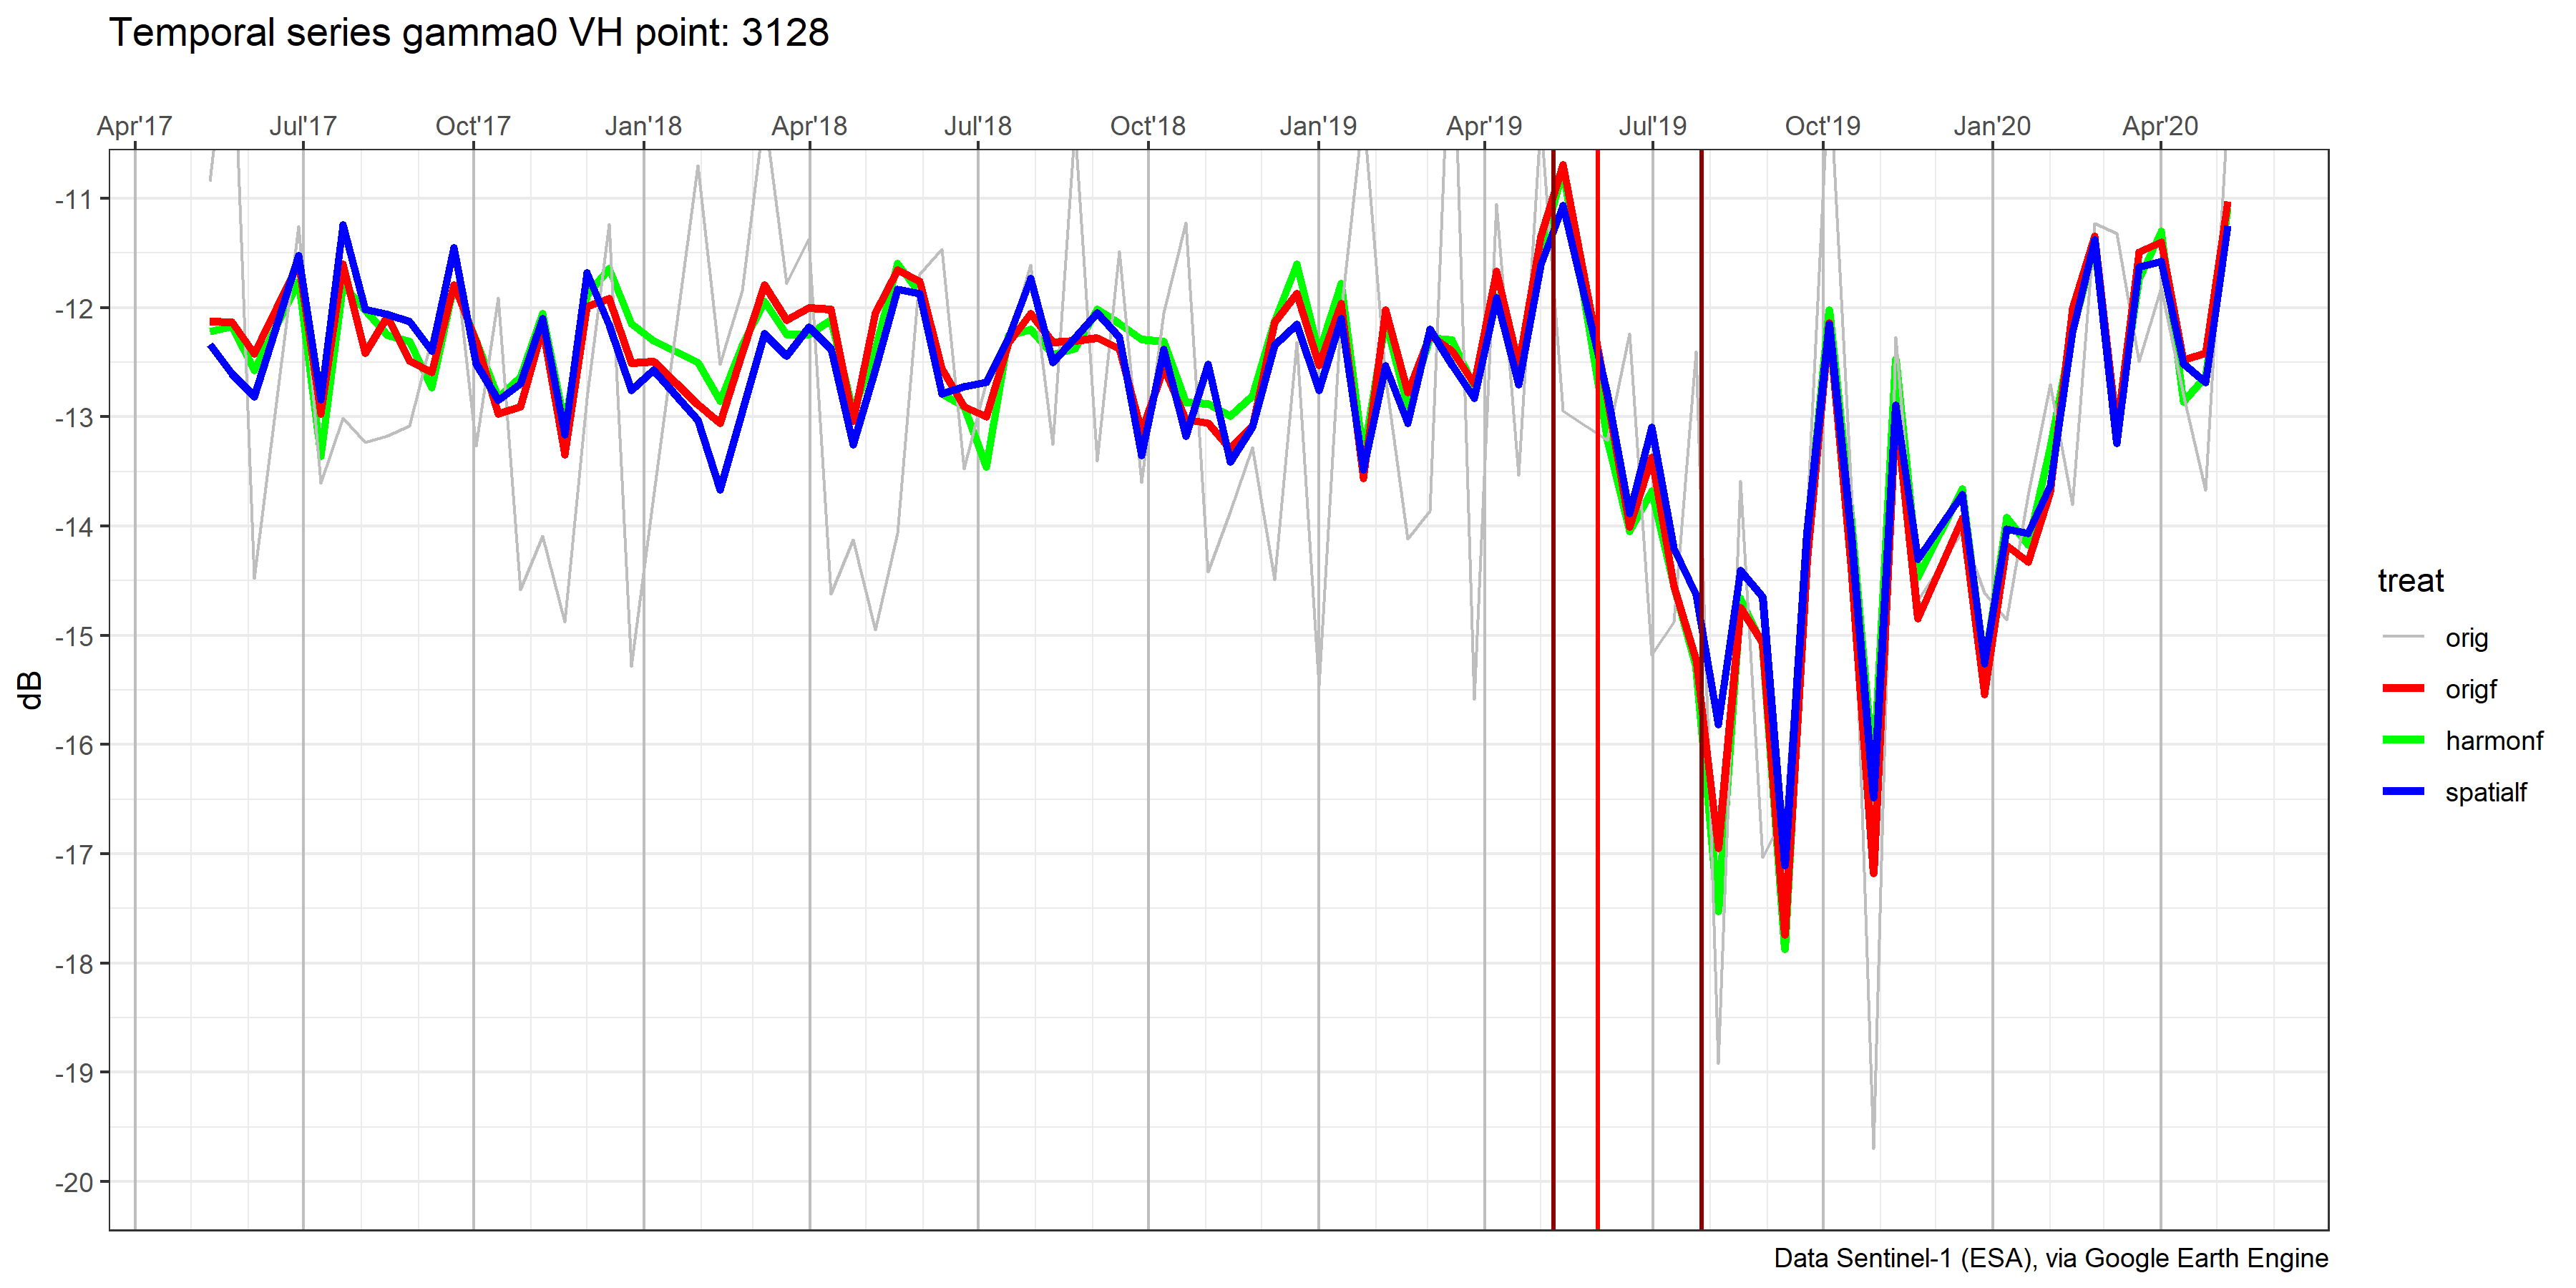 Temporal series gamma0 VH point: 3128
Apr'17 Jul'17 Oct'17 Jan'18 Apr'18 Jul'18 Oct'18 Jan'19 Apr'19 Jul'19 Oct'19 Jan'20 Apr'20
-11
-12
-13
-14
-15
-16
-17
-18
-19
-20
dB
treat
orig
origf
harmonf
spatialf
Data Sentinel-1 (ESA), via Google Earth Engine